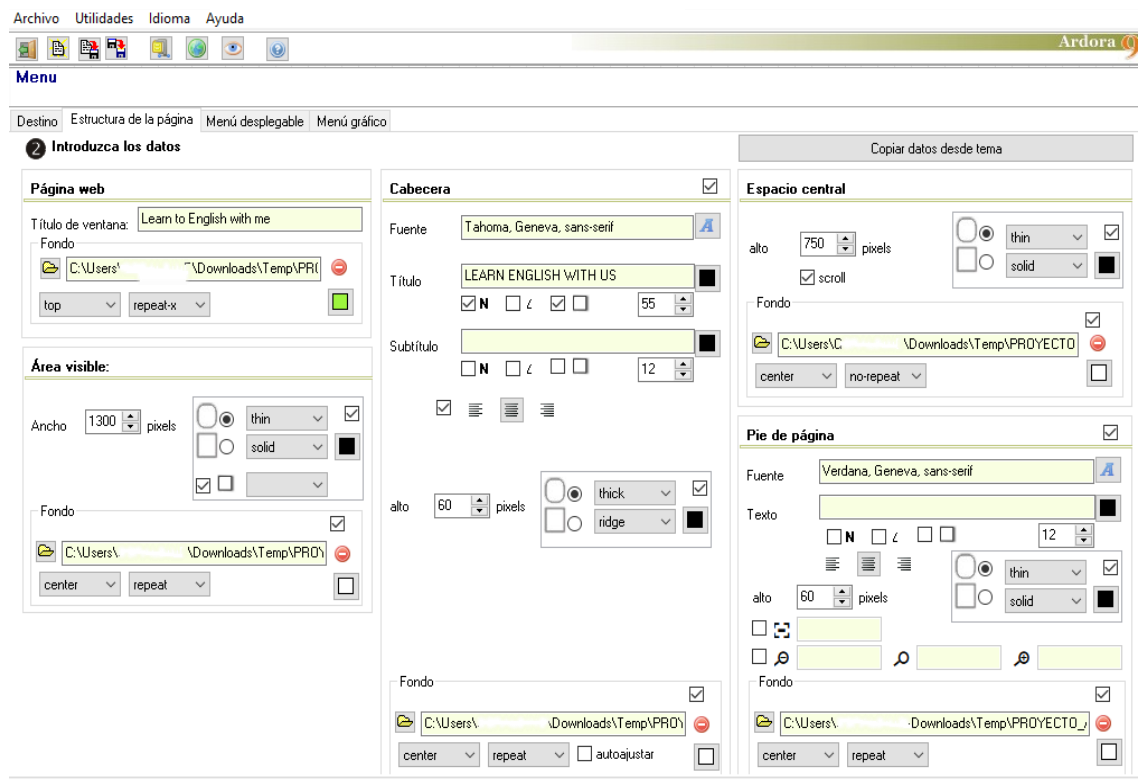 Archivo Utilidades Idioma Ayuda
Ardora 9
Menu
Destino Estructura de la página Menú desplegable Menú gráfico
2 Introduzca los datos
Copiar datos desde tema
Página web
Título de ventana: Learn to English with me
Fondo
C:\Users\ \Downloads\Temp\PR(
top repeat-x
Área visible:
Ancho 1300 pixels
thin
solid
Fondo
C:\Users\ \Downloads\Temp\PRO\
center repeat
Cabecera
Fuente Tahoma, Geneva, sans-serif
Título LEARN ENGLISH WITH US
N 55
Subtítulo
N 12
alto 60 pixels
thick
ridge
Fondo
C:\Users\ \Downloads\Temp\PRO\
center repeat autoajustar
Espacio central
alto 750 pixels
scroll
thin
solid
Fondo
C:\Users\C \Downloads\Temp\PROYECTO
center no-repeat
Pie de página
Fuente Verdana, Geneva, sans-serif
Texto
N 12
thin
solid
alto 60 pixels
Fondo
C:\Users\ Downloads\Temp\PROYECTO_
center repeat